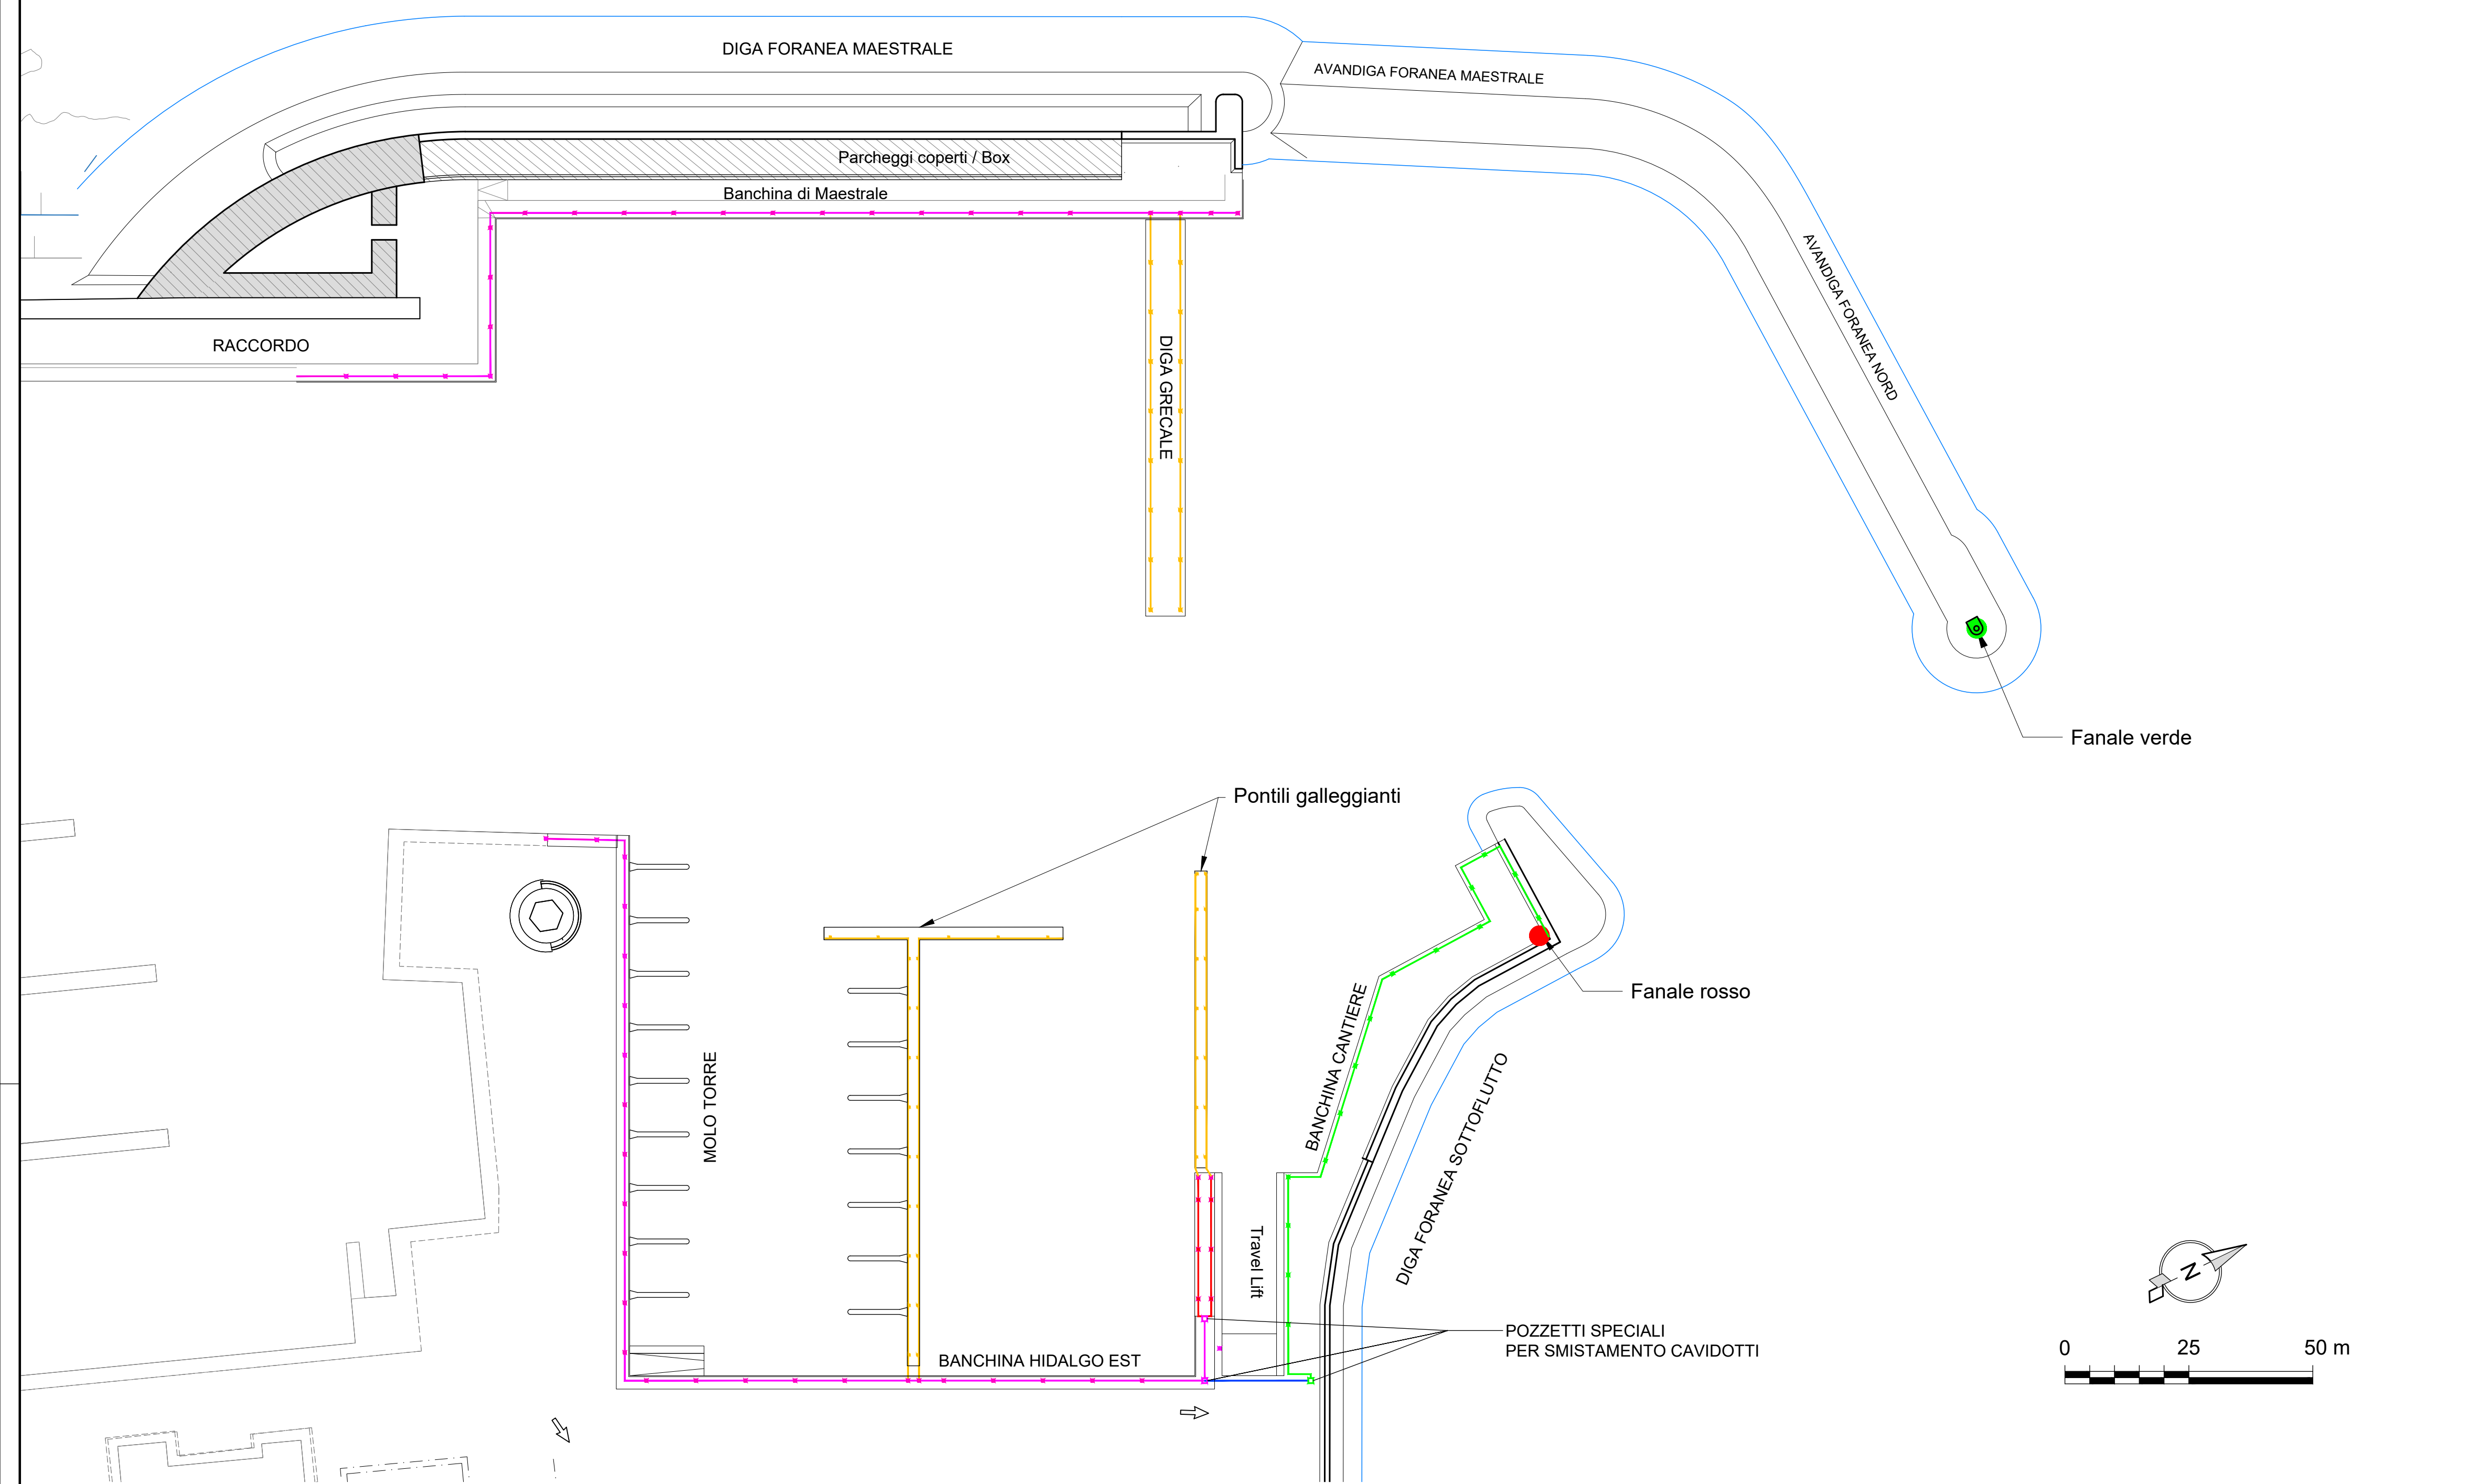 DIGA FORANEA MAESTRALE
AVANDIGA FORANEA MAESTRALE
Parcheggi coperti / Box
Banchina di Maestrale
RACCORDO
DIGA GRECALE
AVANDIGA FORANEA NORD
Fanale verde
Pontili galleggianti
Fanale rosso
MOLO TORRE
BANCHINA CANTIERE
DIGA FORANEA SOTTOFLUTTO
Travel Lift
BANCHINA HIDALGO EST
POZZETTI SPECIALI
PER SMISTAMENTO CAVIDOTTI
N
0 25 50 m